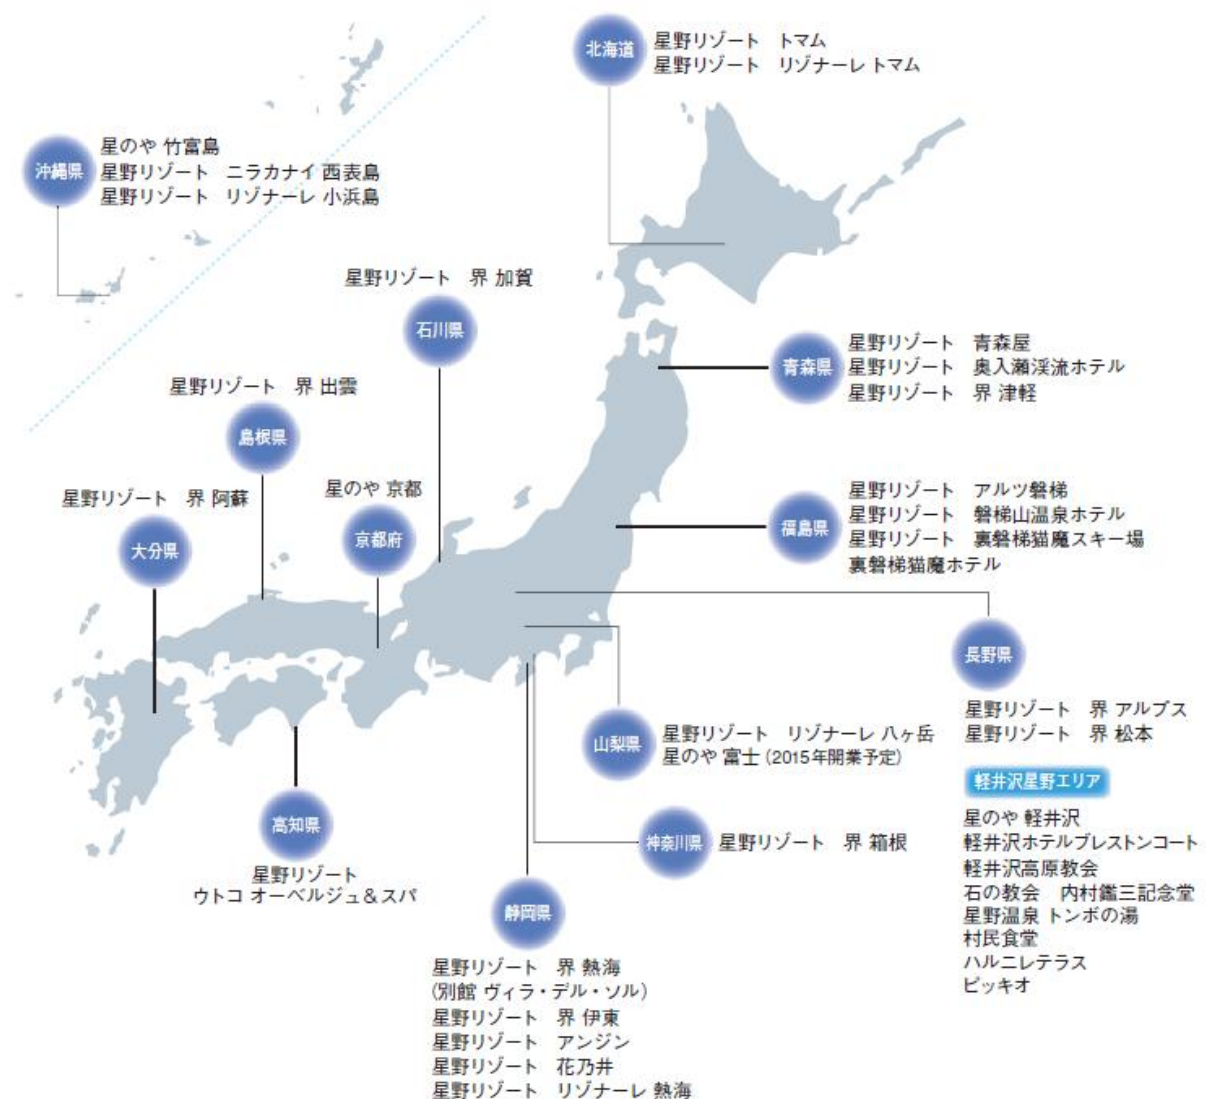 北海道
星野リゾート　トマム
星野リゾート　リゾナーレ トマム
沖縄県
星のや 竹富島
星野リゾート　ニラカナイ 西表島
星野リゾート　リゾナーレ 小浜島
星野リゾート　界 加賀
石川県
青森県
星野リゾート　青森屋
星野リゾート　奥入瀬渓流ホテル
星野リゾート　界 津軽
星野リゾート　界 出雲
島根県
星野リゾート　界 阿蘇
大分県
星のや 京都
京都府
福島県
星野リゾート　アルツ磐梯
星野リゾート　磐梯山温泉ホテル
星野リゾート　裏磐梯猫魔スキー場
裏磐梯猫魔ホテル
長野県
星野リゾート　界 アルプス
星野リゾート　界 松本
軽井沢星野エリア
星のや 軽井沢
軽井沢ホテルブレストンコート
軽井沢高原教会
石の教会　内村鑑三記念堂
星野温泉 トンボの湯
村民食堂
ハルニレテラス
ピッキオ
山梨県
星野リゾート　リゾナーレ 八ヶ岳
星のや 富士 (2015年開業予定)
神奈川県
星野リゾート　界 箱根
高知県
星野リゾート
ウトコ オーベルジュ＆スパ
静岡県
星野リゾート　界 熱海
(別館 ヴィラ・デル・ソル)
星野リゾート　界 伊東
星野リゾート　アンジン
星野リゾート　花乃井
星野リゾート　リゾナーレ 熱海